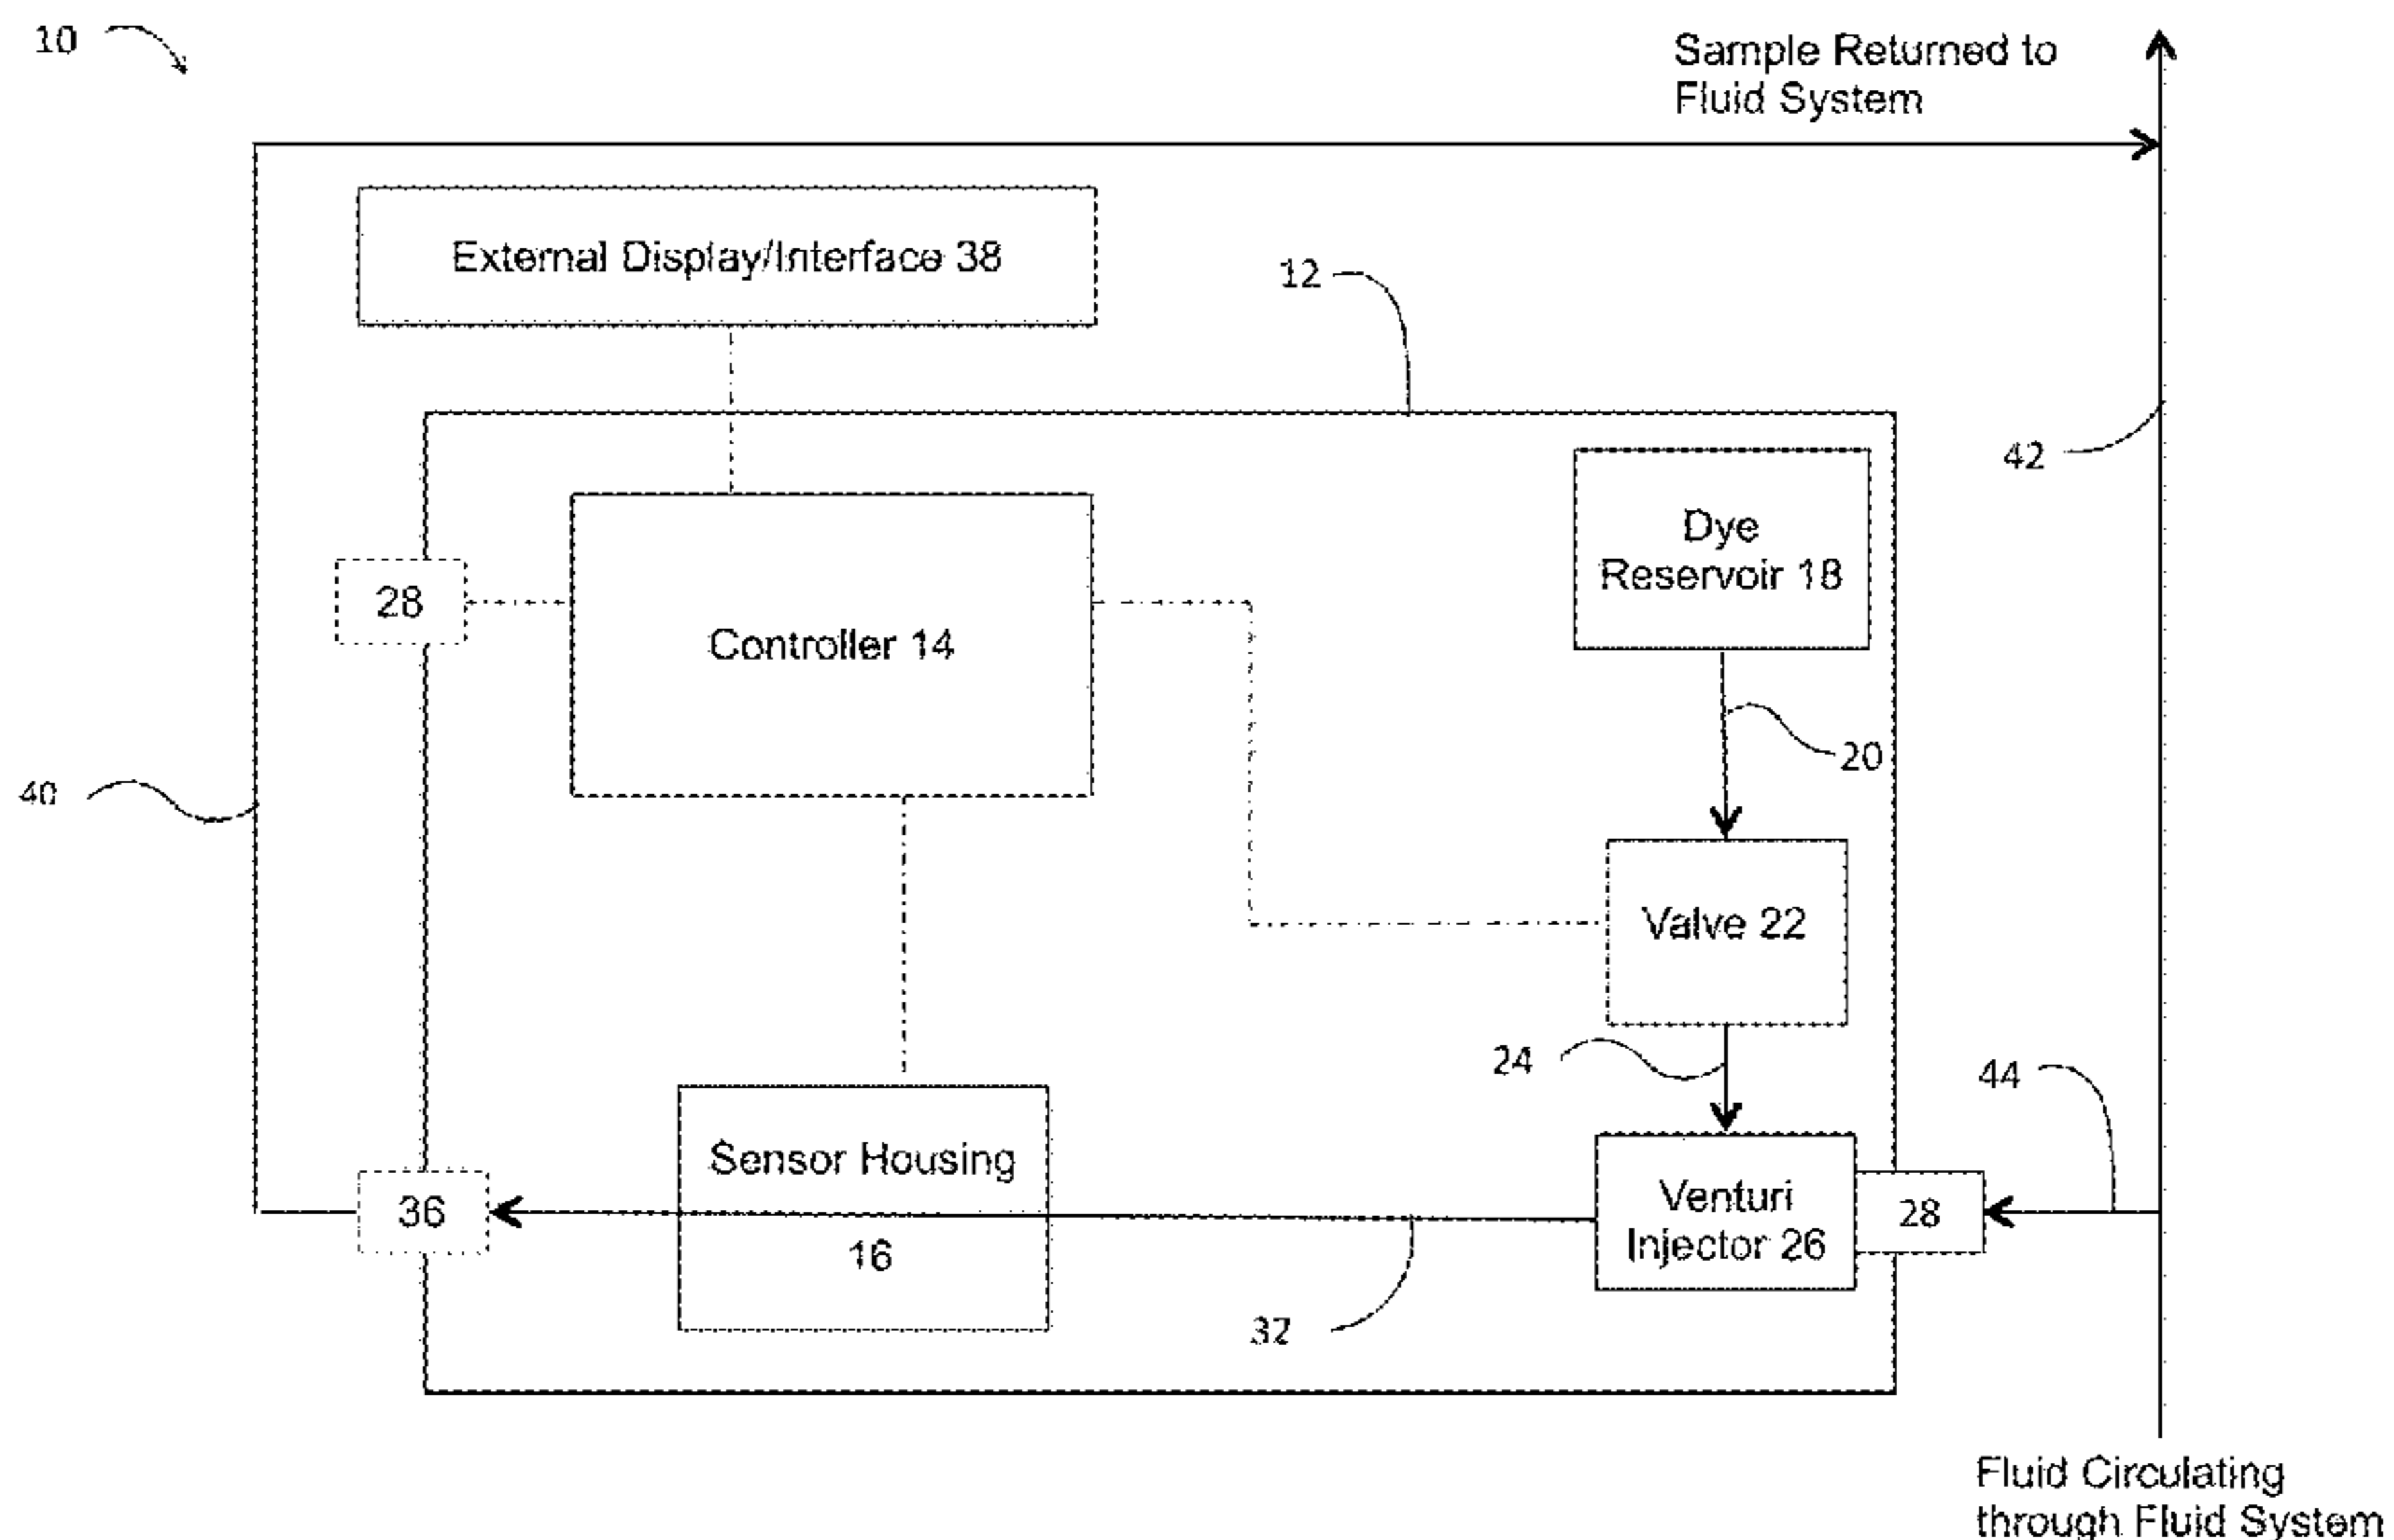 10
Sample Returned to
Fluid System
External Display/Interface 38
12
42
Dye
Reservoir 18
28
Controller 14
20
40
Valve 22
24
44
Sensor Housing
16
36
Venturi
Injector 26
28
32
Fluid Circulating
through Fluid System